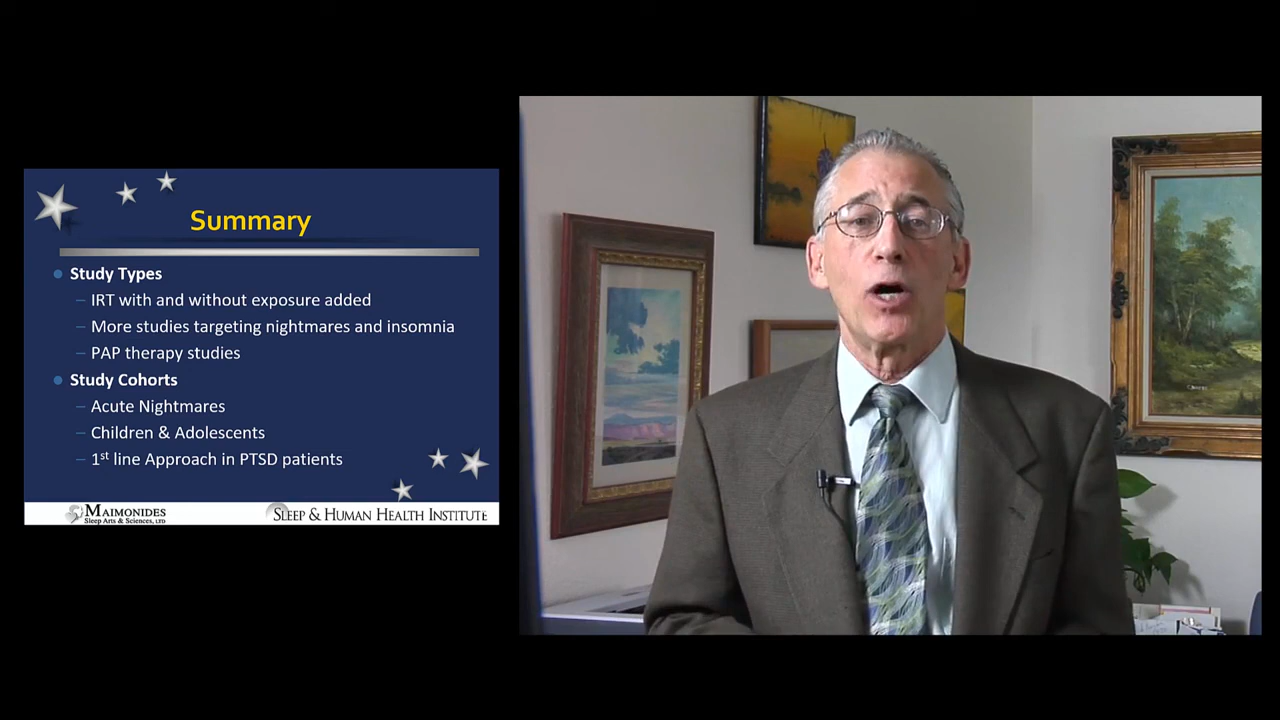 Summary
Study Types
– IRT with and without exposure added
– More studies targeting nightmares and insomnia
– PAP therapy studies
Study Cohorts
– Acute Nightmares
– Children & Adolescents
– 1st line Approach in PTSD patients
MAIMONIDES
SLEEP ARTS & SCIENCES, LTD
SLEEP & HUMAN HEALTH INSTITUTE